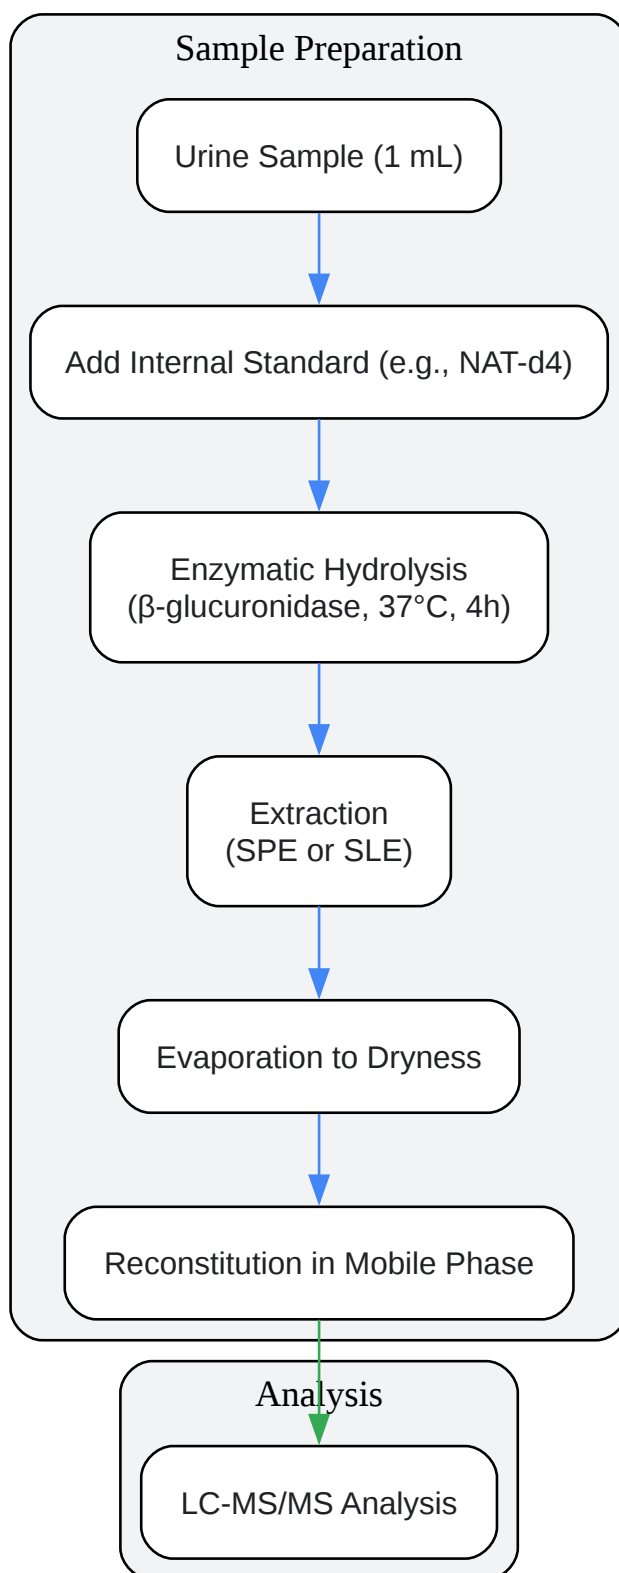 Sample Preparation
Urine Sample (1 mL)
Add Internal Standard (e.g., NAT-d4)
Enzymatic Hydrolysis
(β-glucuronidase, 37°C, 4h)
Extraction
(SPE or SLE)
Evaporation to Dryness
Reconstitution in Mobile Phase
Analysis
LC-MS/MS Analysis